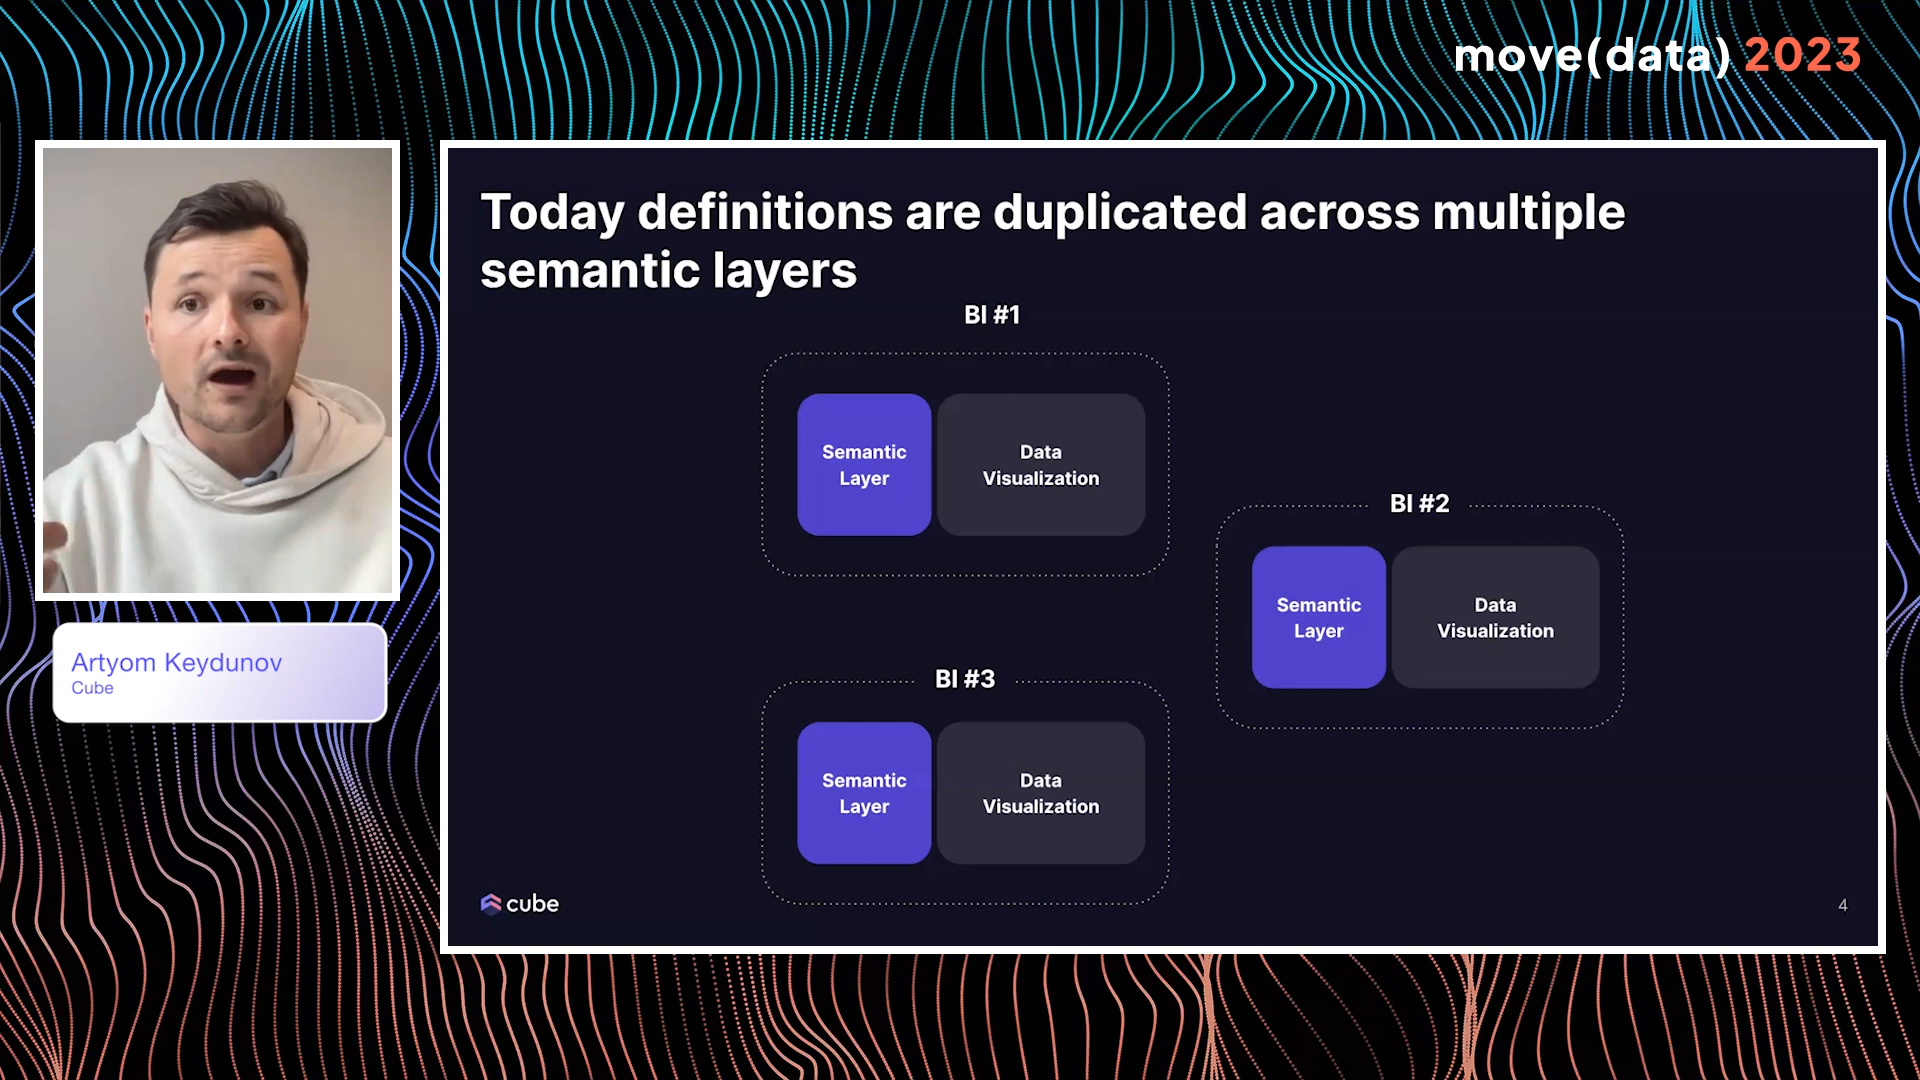 move(data) 2023
Today definitions are duplicated across multiple
semantic layers
BI #1
Semantic
Layer
Data
Visualization
BI #2
Semantic
Layer
Data
Visualization
BI #3
Semantic
Layer
Data
Visualization
cube
4
Artyom Keydunov
Cube